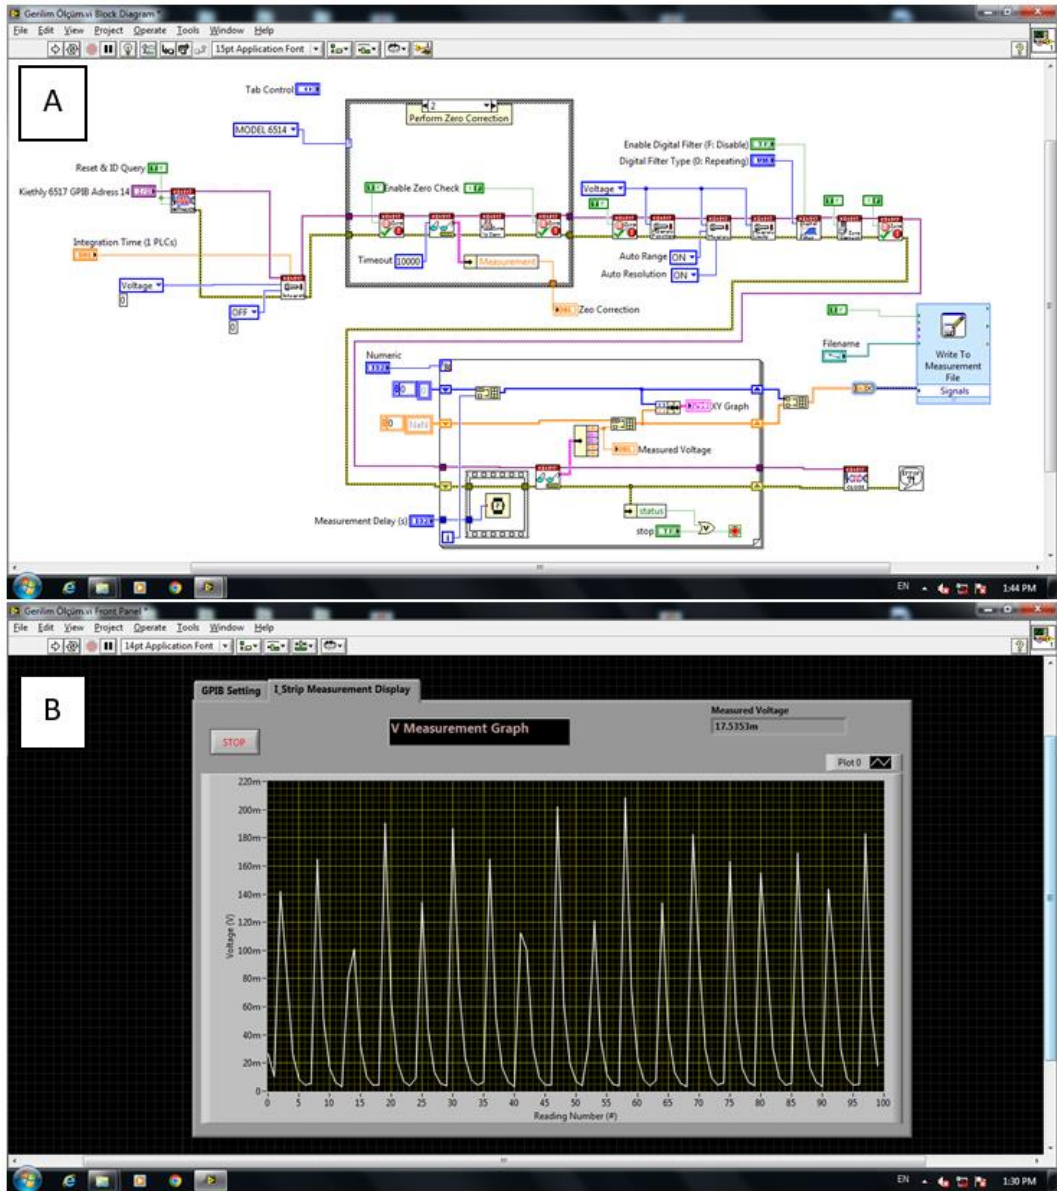 Gerilim Ölçüm.vi Block Diagram *
File Edit View Project Operate Tools Window Help
15pt Application Font
A
Tab Control
2
Perform Zero Correction
MODEL 6514
Enable Digital Filter (F: Disable)
Digital Filter Type (0: Repeating)
Reset & ID Query
Kiethly 6517 GPIB Adress 14
Enable Zero Check
Voltage
Integration Time (1 PLCs)
Timeout 10000
Measurement
Auto Range ON
Auto Resolution ON
Voltage
0
OFF
0
Zeo Correction
Filename
Write To
Measurement
File
Signals
Numeric
0
0 NaN
XY Graph
Measured Voltage
CLOSE
Error
status
Measurement Delay (s)
stop
i
EN
1:44 PM
Gerilim Ölçüm.vi Front Panel *
File Edit View Project Operate Tools Window Help
14pt Application Font
B
GPIB Setting
I_Strip Measurement Display
Measured Voltage
17.5353m
V Measurement Graph
STOP
Plot 0
220m
200m
180m
160m
140m
120m
100m
80m
60m
40m
20m
0
Voltage (V)
0 5 10 15 20 25 30 35 40 45 50 55 60 65 70 75 80 85 90 95 100
Reading Number (#)
EN
1:30 PM